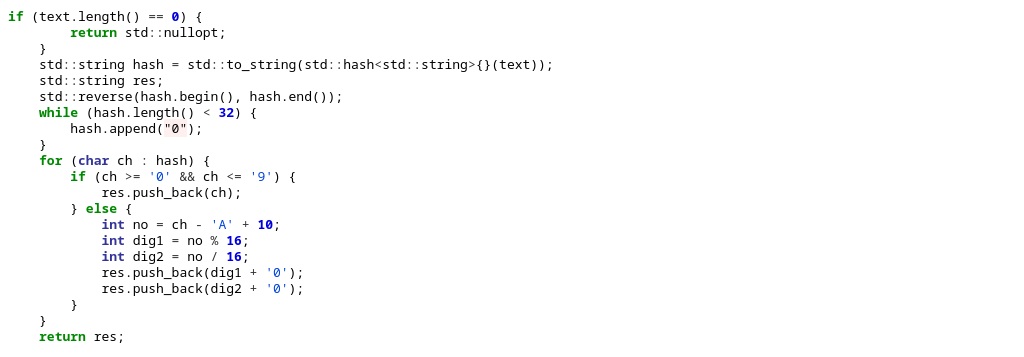 if (text.length() == 0) {
        return std::nullopt;
    }
    std::string hash = std::to_string(std::hash<std::string>{}(text));
    std::string res;
    std::reverse(hash.begin(), hash.end());
    while (hash.length() < 32) {
        hash.append("0");
    }
    for (char ch : hash) {
        if (ch >= '0' && ch <= '9') {
            res.push_back(ch);
        } else {
            int no = ch - 'A' + 10;
            int dig1 = no % 16;
            int dig2 = no / 16;
            res.push_back(dig1 + '0');
            res.push_back(dig2 + '0');
        }
    }
    return res;